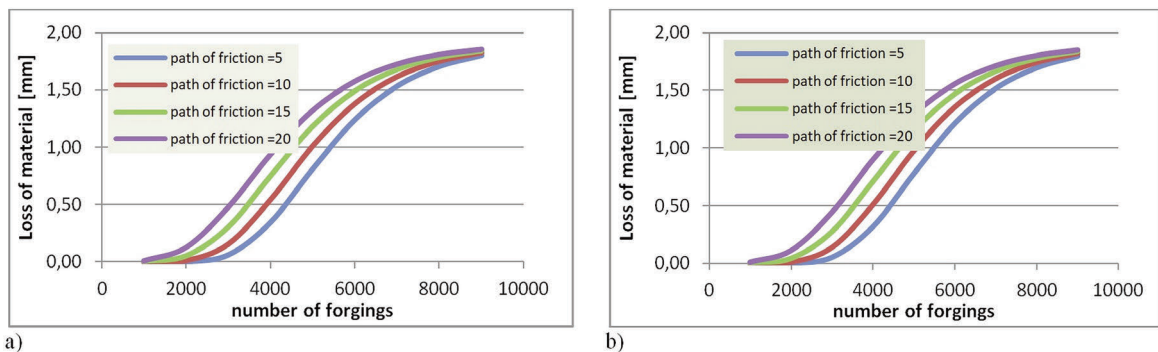 2,00
1,50
1,00
0,50
0,00
Loss of material [mm]
path of friction =5
path of friction =10
path of friction =15
path of friction =20
0 2000 4000 6000 8000 10000
number of forgings
a)
2,00
1,50
1,00
0,50
0,00
Loss of material [mm]
path of friction =5
path of friction =10
path of friction =15
path of friction =20
0 2000 4000 6000 8000 10000
number of forgings
b)